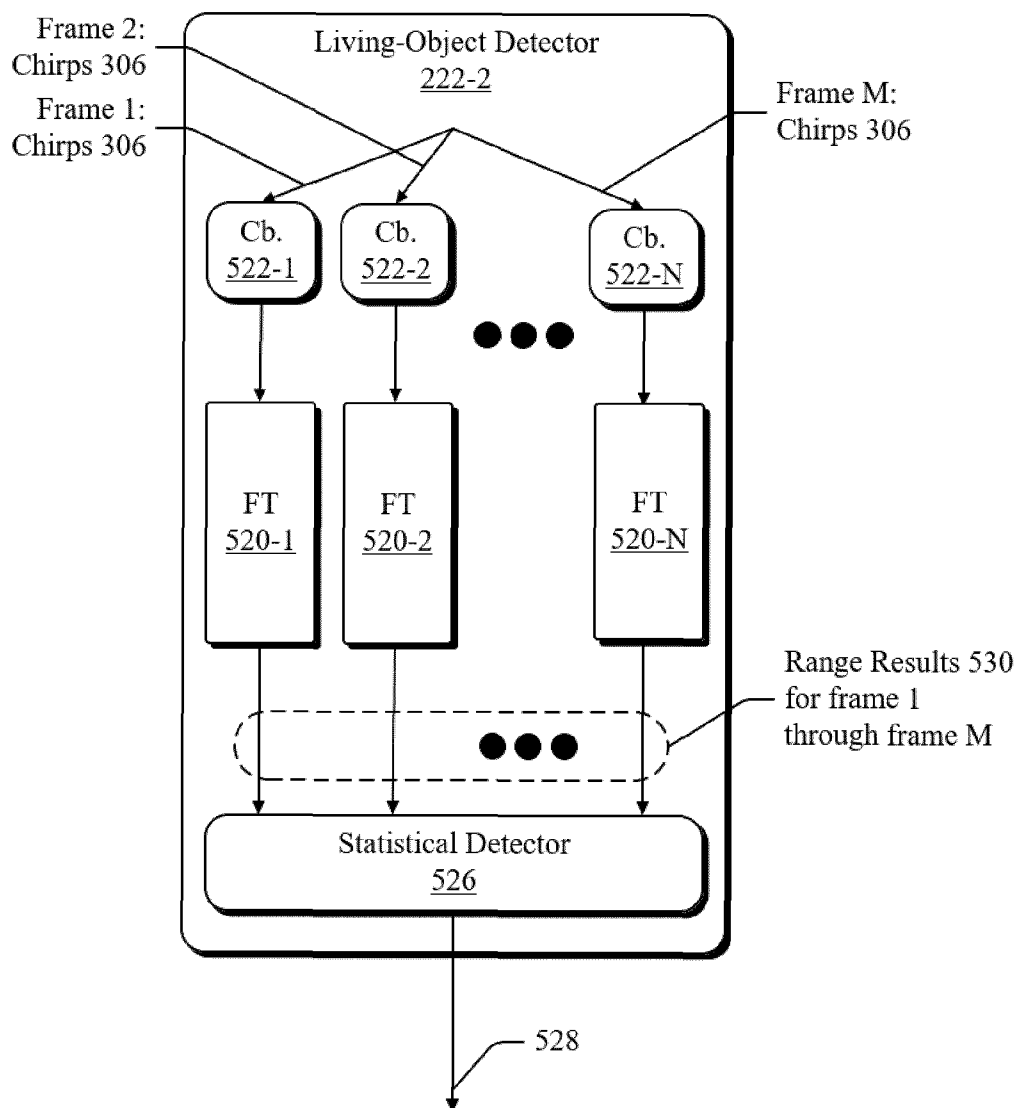 Frame 2:
Chirps 306
Frame 1:
Chirps 306
Living-Object Detector
222-2
Frame M:
Chirps 306
Cb.
522-1
Cb.
522-2
Cb.
522-N
FT
520-1
FT
520-2
FT
520-N
Range Results 530
for frame 1
through frame M
Statistical Detector
526
528